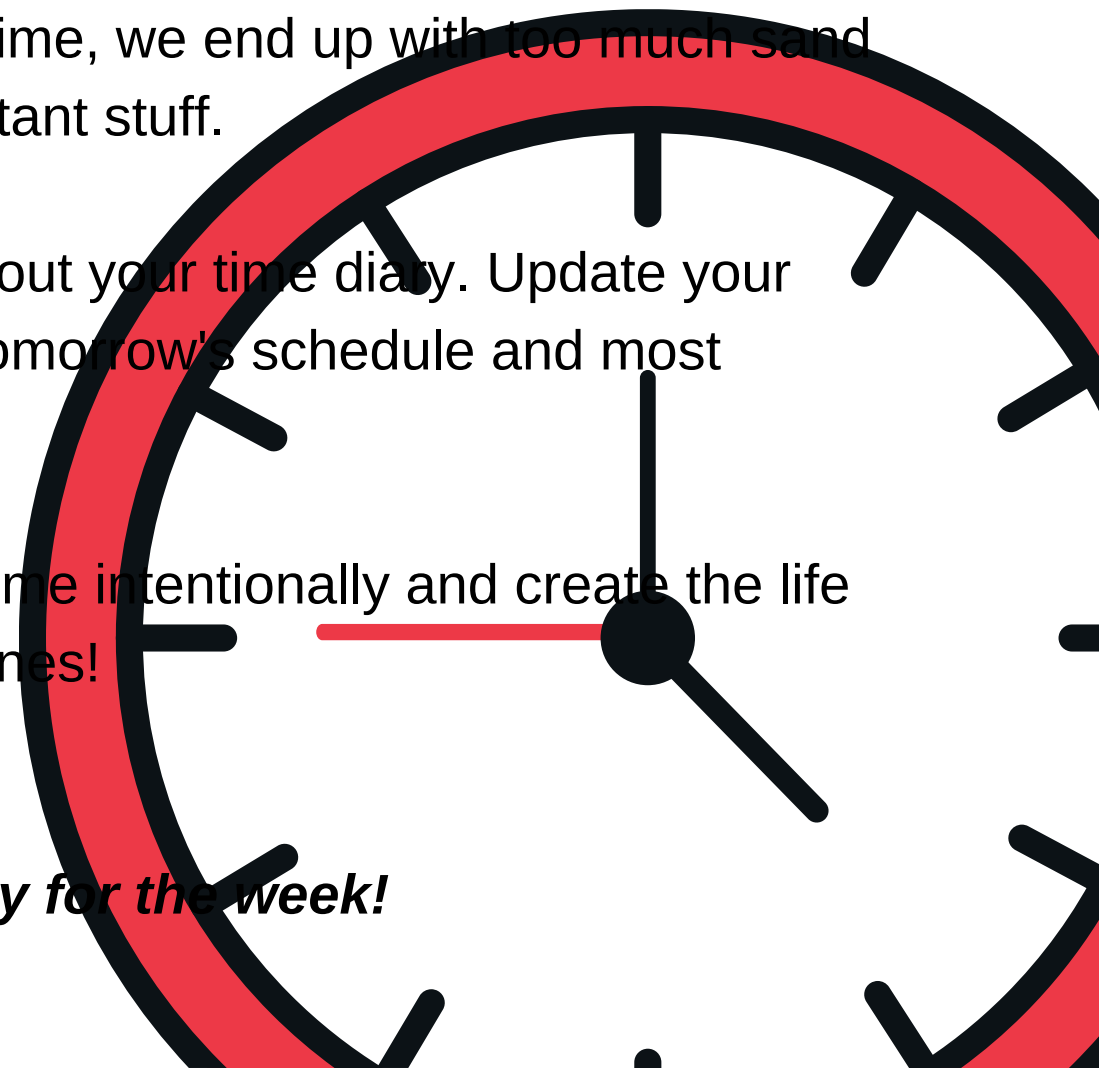 ime, we end up with too much sand
tant stuff.
out your time diary. Update your
omorrow's schedule and most
me intentionally and create the life
nes!
y for the week!